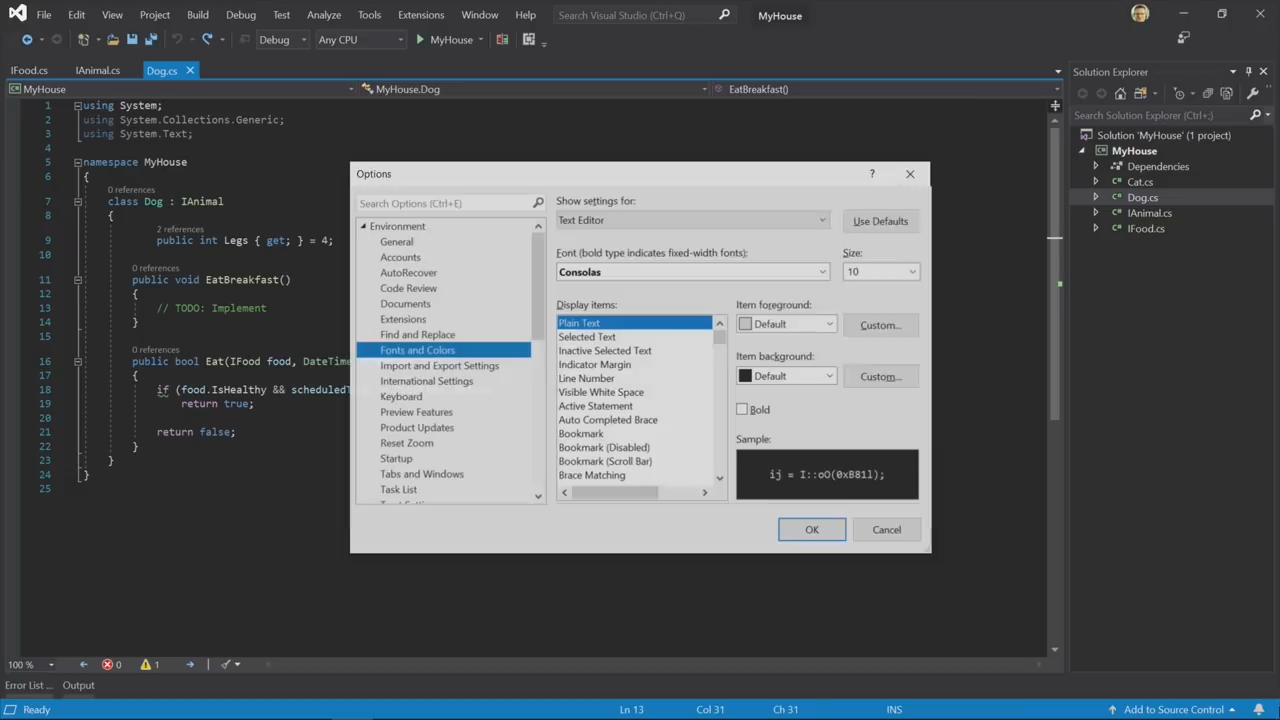 File Edit View Project Build Debug Test Analyze Tools Extensions Window Help Search Visual Studio (Ctrl+Q) MyHouse
Debug Any CPU MyHouse
IFood.cs IAnimal.cs Dog.cs
MyHouse MyHouse.Dog EatBreakfast()
1 using System;
2 using System.Collections.Generic;
3 using System.Text;
4
5 namespace MyHouse
6 {
0 references
7 class Dog : IAnimal
8 {
2 references
9 public int Legs { get; } = 4;
10
0 references
11 public void EatBreakfast()
12 {
13 // TODO: Implement
14 }
15
0 references
16 public bool Eat(IFood food, DateTime
17 {
18 if (food.IsHealthy && scheduledT
19 return true;
20
21 return false;
22 }
23 }
24 }
25
Options
Search Options (Ctrl+E)
Environment
General
Accounts
AutoRecover
Code Review
Documents
Extensions
Find and Replace
Fonts and Colors
Import and Export Settings
International Settings
Keyboard
Preview Features
Product Updates
Reset Zoom
Startup
Tabs and Windows
Task List
Show settings for:
Text Editor
Use Defaults
Font (bold type indicates fixed-width fonts):
Size:
Consolas
10
Display items:
Plain Text
Selected Text
Inactive Selected Text
Indicator Margin
Line Number
Visible White Space
Active Statement
Auto Completed Brace
Bookmark
Bookmark (Disabled)
Bookmark (Scroll Bar)
Brace Matching
Item foreground:
Default Custom...
Item background:
Default Custom...
Bold
Sample:
ij = I::oO(0xB81l);
OK Cancel
Solution Explorer
Search Solution Explorer (Ctrl+;)
Solution 'MyHouse' (1 project)
MyHouse
Dependencies
Cat.cs
Dog.cs
IAnimal.cs
IFood.cs
100 % 0 1
Error List ... Output
Ready Ln 13 Col 31 Ch 31 INS Add to Source Control